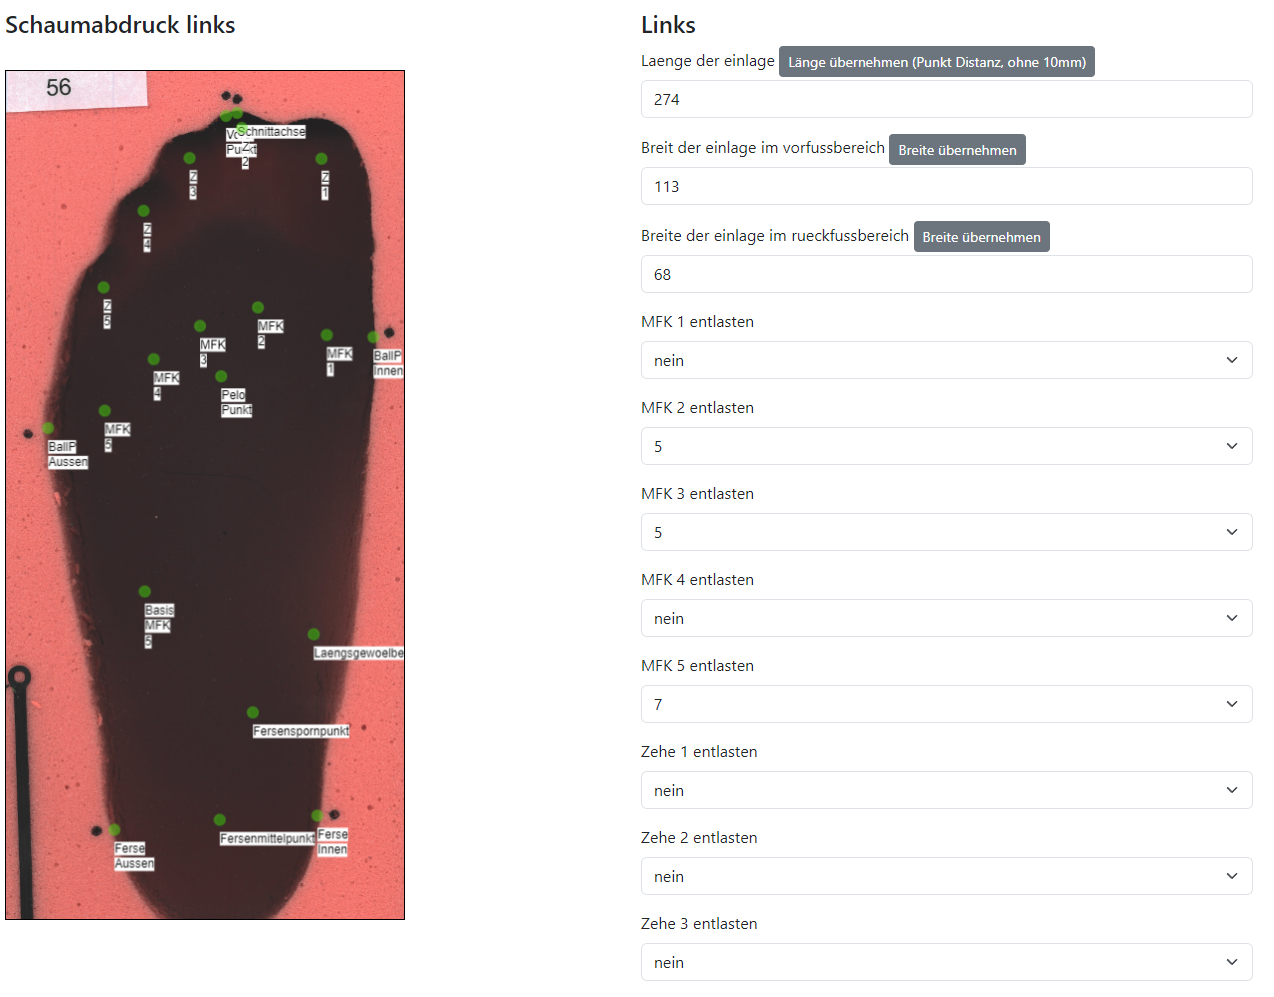 Schaumabdruck links
56
Schnittachse
Vo
Punkt
Z
2
Z
3
Z
1
Z
4
Z
5
MFK
2
MFK
3
MFK
1
BallP
Innen
MFK
4
Pelo
Punkt
MFK
5
BallP
Aussen
Basis
MFK
5
Laengsgewoelbe
Fersenspornpunkt
Fersenmittelpunkt
Ferse
Innen
Ferse
Aussen
Links
Laenge der einlage Länge übernehmen (Punkt Distanz, ohne 10mm)
274
Breit der einlage im vorfussbereich Breite übernehmen
113
Breite der einlage im rueckfussbereich Breite übernehmen
68
MFK 1 entlasten
nein
MFK 2 entlasten
5
MFK 3 entlasten
5
MFK 4 entlasten
nein
MFK 5 entlasten
7
Zehe 1 entlasten
nein
Zehe 2 entlasten
nein
Zehe 3 entlasten
nein